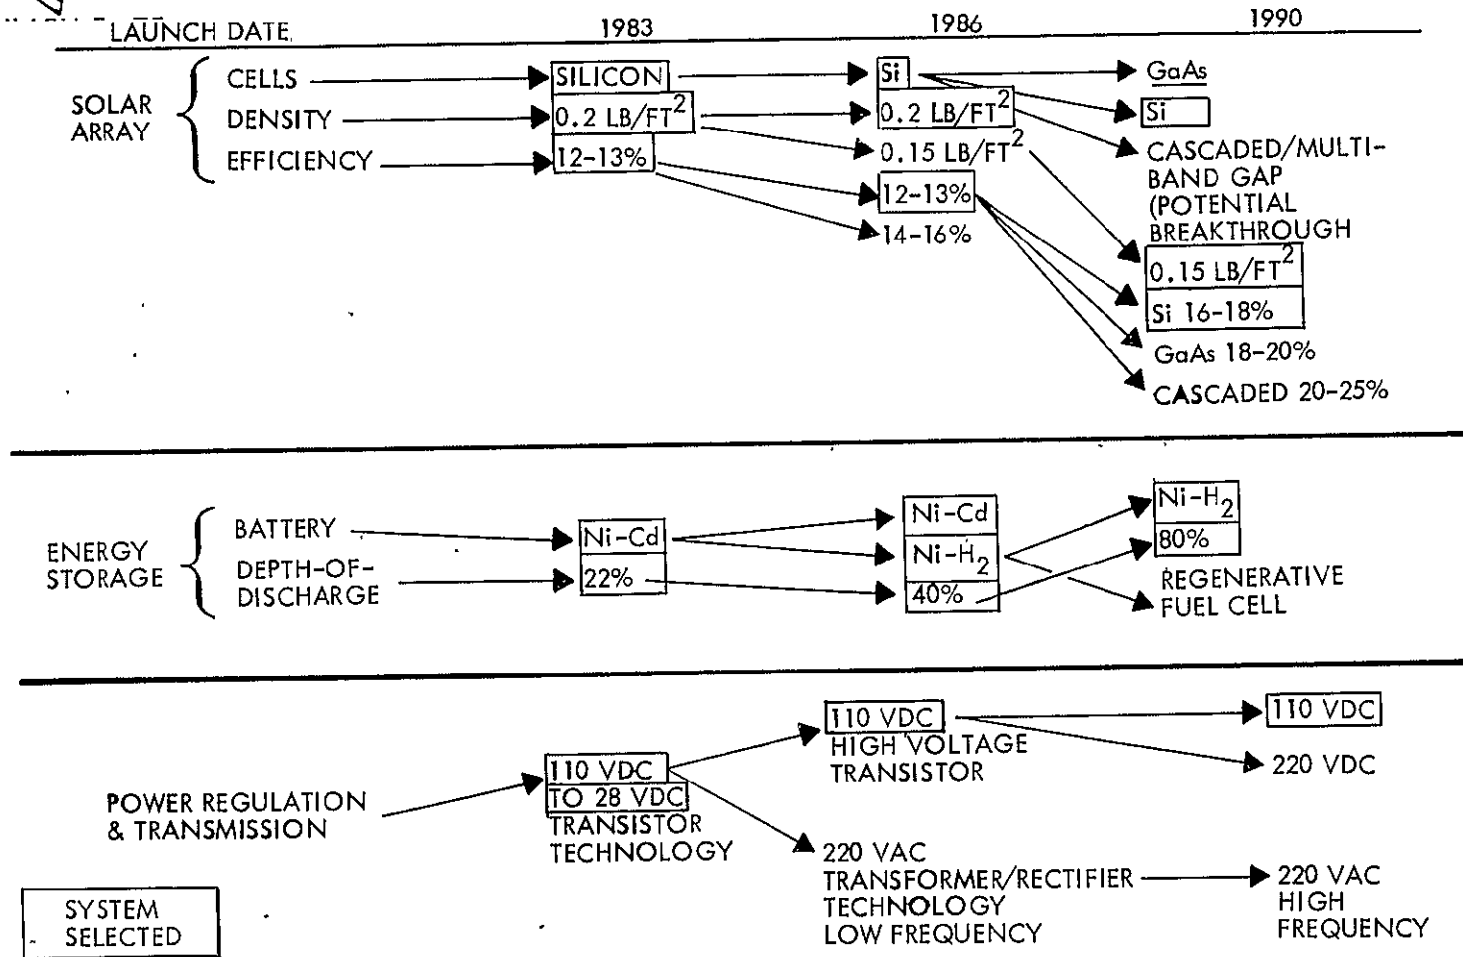 LAUNCH DATE 1983 1986 1990
SOLAR
ARRAY
CELLS SILICON Si GaAs
DENSITY 0.2 LB/FT² 0.2 LB/FT² Si
EFFICIENCY 12-13% 0.15 LB/FT² CASCADED/MULTI-
BAND GAP
(POTENTIAL
BREAKTHROUGH
12-13%
14-16%
0.15 LB/FT²
Si 16-18%
GaAs 18-20%
CASCADED 20-25%
ENERGY
STORAGE
BATTERY Ni-Cd Ni-Cd Ni-H₂
Ni-H₂ 80%
DEPTH-OF-
DISCHARGE
22% 40% REGENERATIVE
FUEL CELL
POWER REGULATION
& TRANSMISSION
110 VDC
TO 28 VDC
TRANSISTOR
TECHNOLOGY
110 VDC
HIGH VOLTAGE
TRANSISTOR
110 VDC
220 VDC
220 VAC
TRANSFORMER/RECTIFIER
TECHNOLOGY
LOW FREQUENCY
220 VAC
HIGH
FREQUENCY
SYSTEM
SELECTED